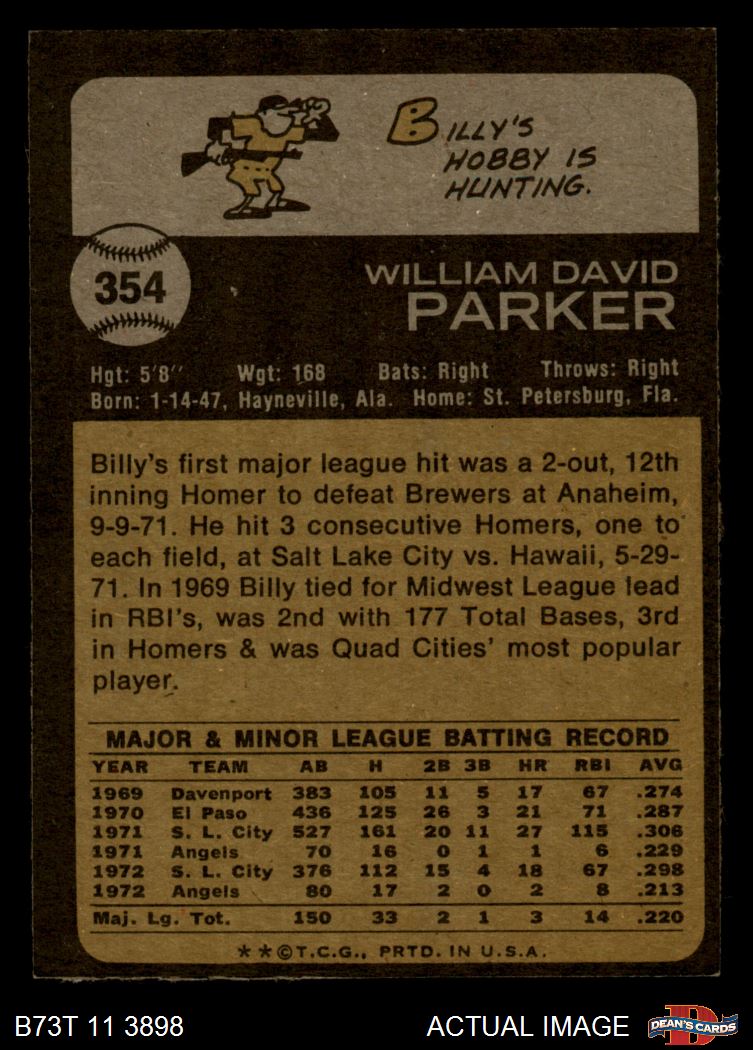 BILLY'S
HOBBY IS
HUNTING.
354
WILLIAM DAVID
PARKER
Hgt: 5'8" Wgt: 168 Bats: Right Throws: Right
Born: 1-14-47, Hayneville, Ala. Home: St. Petersburg, Fla.
Billy's first major league hit was a 2-out, 12th
inning Homer to defeat Brewers at Anaheim,
9-9-71. He hit 3 consecutive Homers, one to
each field, at Salt Lake City vs. Hawaii, 5-29-
71. In 1969 Billy tied for Midwest League lead
in RBI's, was 2nd with 177 Total Bases, 3rd
in Homers & was Quad Cities' most popular
player.
MAJOR & MINOR LEAGUE BATTING RECORD
YEAR TEAM AB H 2B 3B HR RBI AVG
1969 Davenport 383 105 11 5 17 67 .274
1970 El Paso 436 125 26 3 21 71 .287
1971 S. L. City 527 161 20 11 27 115 .306
1971 Angels 70 16 0 1 1 6 .229
1972 S. L. City 376 112 15 4 18 67 .298
1972 Angels 80 17 2 0 2 8 .213
Maj. Lg. Tot. 150 33 2 1 3 14 .220
**©T.C.G., PRTD. IN U.S.A.
B73T 11 3898 ACTUAL IMAGE D DEAN'S CARDS